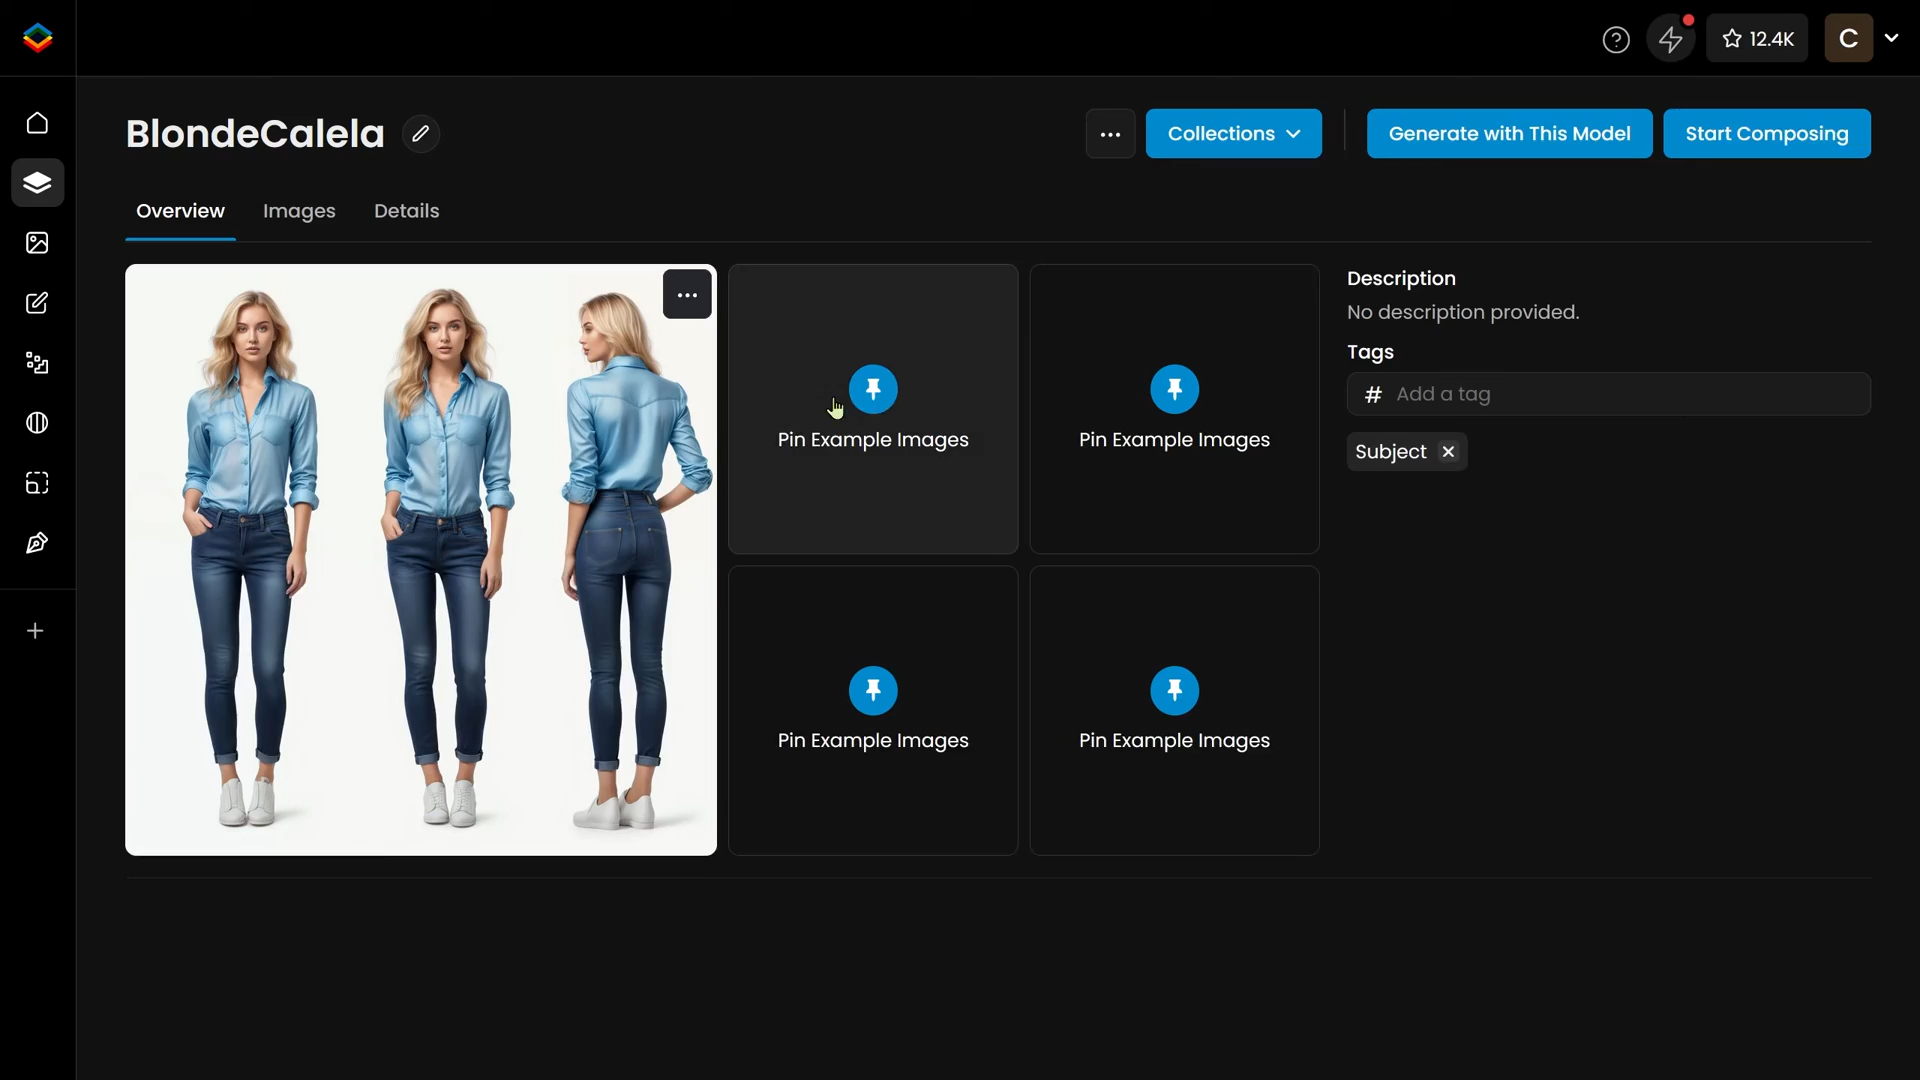 12.4K
C
BlondeCalela
Collections
Generate with This Model
Start Composing
Overview
Images
Details
Description
No description provided.
Tags
# Add a tag
Subject
Pin Example Images
Pin Example Images
Pin Example Images
Pin Example Images